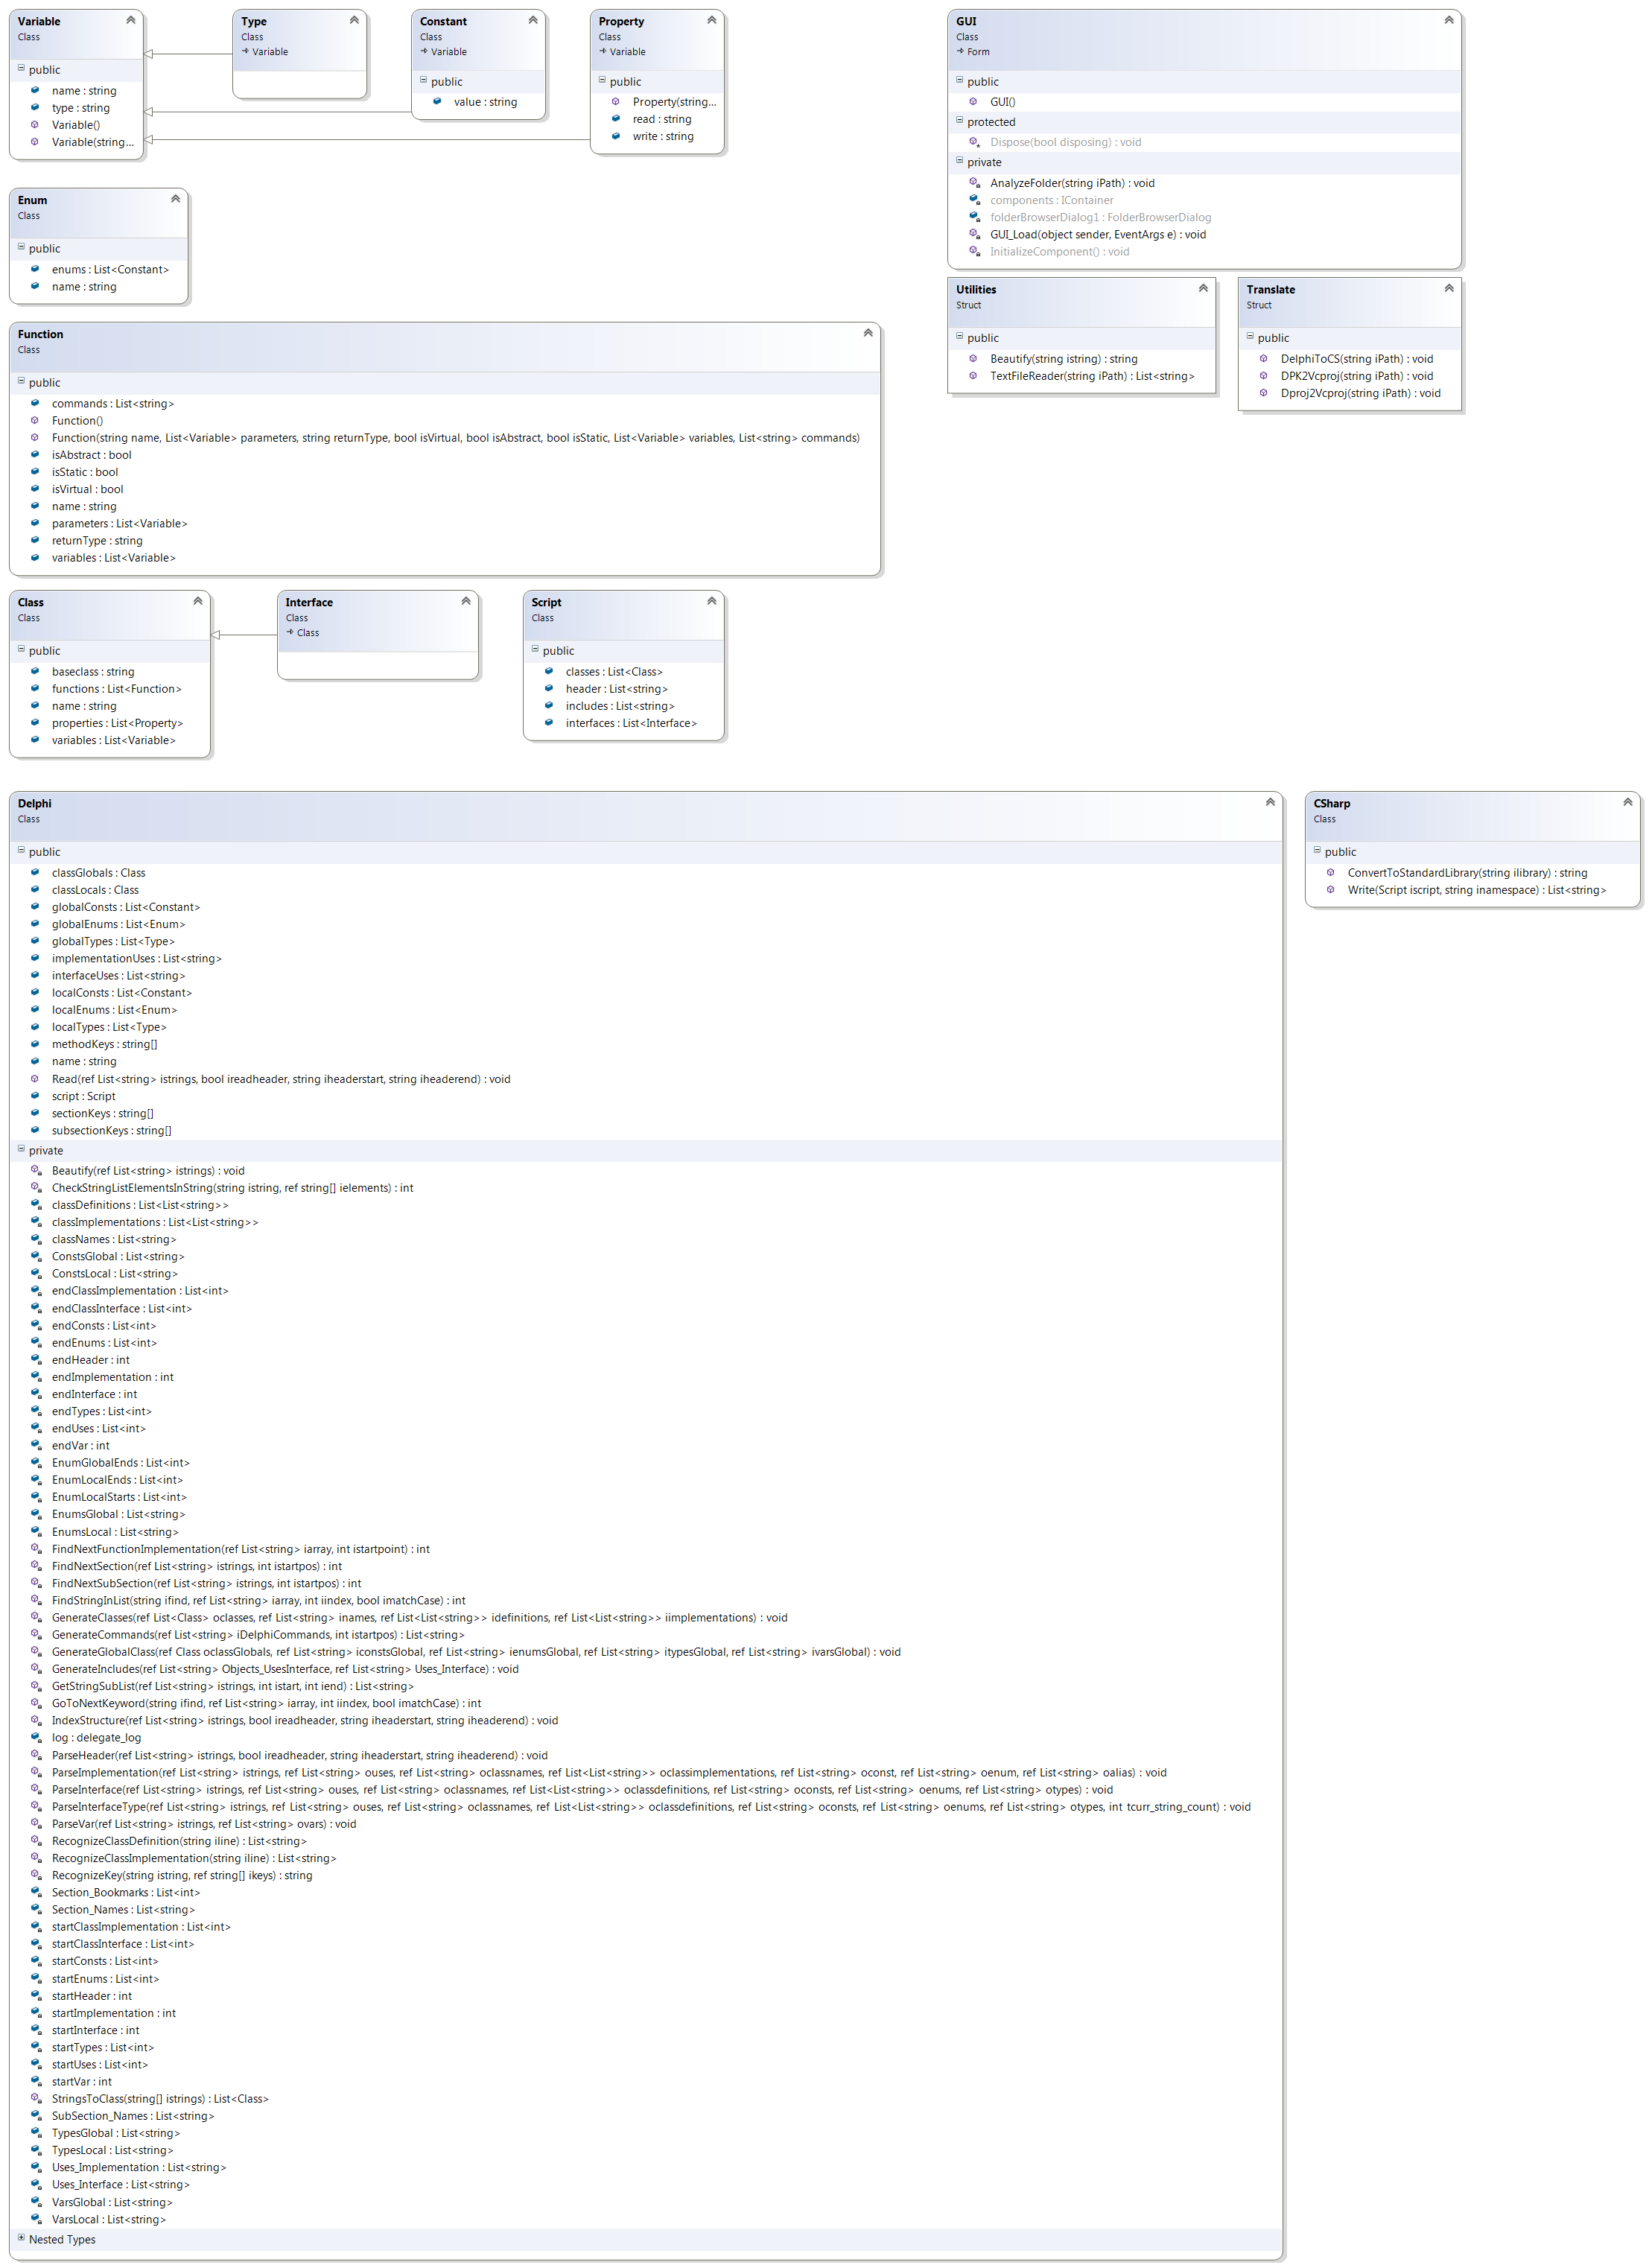 Variable
Class
public
name : string
type : string
Variable()
Variable(string...
Type
Class
Variable
Constant
Class
Variable
public
value : string
Property
Class
Variable
public
Property(string...
read : string
write : string
GUI
Class
Form
public
GUI()
protected
Dispose(bool disposing) : void
private
AnalyzeFolder(string iPath) : void
components : IContainer
folderBrowserDialog1 : FolderBrowserDialog
GUI_Load(object sender, EventArgs e) : void
InitializeComponent() : void
Enum
Class
public
enums : List<Constant>
name : string
Utilities
Struct
public
Beautify(string istring) : string
TextFileReader(string iPath) : List<string>
Translate
Struct
public
DelphiToCS(string iPath) : void
DPK2Vcproj(string iPath) : void
Dproj2Vcproj(string iPath) : void
Function
Class
public
commands : List<string>
Function()
Function(string name, List<Variable> parameters, string returnType, bool isVirtual, bool isAbstract, bool isStatic, List<Variable> variables, List<string> commands)
isAbstract : bool
isStatic : bool
isVirtual : bool
name : string
parameters : List<Variable>
returnType : string
variables : List<Variable>
Class
Class
public
baseclass : string
functions : List<Function>
name : string
properties : List<Property>
variables : List<Variable>
Interface
Class
Class
Script
Class
public
classes : List<Class>
header : List<string>
includes : List<string>
interfaces : List<Interface>
Delphi
Class
public
classGlobals : Class
classLocals : Class
globalConsts : List<Constant>
globalEnums : List<Enum>
globalTypes : List<Type>
implementationUses : List<string>
interfaceUses : List<string>
localConsts : List<Constant>
localEnums : List<Enum>
localTypes : List<Type>
methodKeys : string[]
name : string
Read(ref List<string> istrings, bool ireadheader, string iheaderstart, string iheaderend) : void
script : Script
sectionKeys : string[]
subsectionKeys : string[]
private
Beautify(ref List<string> istrings) : void
CheckStringListElementsInString(string istring, ref string[] ielements) : int
classDefinitions : List<List<string>>
classImplementations : List<List<string>>
classNames : List<string>
ConstsGlobal : List<string>
ConstsLocal : List<string>
endClassImplementation : List<int>
endClassInterface : List<int>
endConsts : List<int>
endEnums : List<int>
endHeader : int
endImplementation : int
endInterface : int
endTypes : List<int>
endUses : List<int>
endVar : int
EnumGlobalEnds : List<int>
EnumLocalEnds : List<int>
EnumLocalStarts : List<int>
EnumsGlobal : List<string>
EnumsLocal : List<string>
FindNextFunctionImplementation(ref List<string> iarray, int istartpoint) : int
FindNextSection(ref List<string> istrings, int istartpos) : int
FindNextSubSection(ref List<string> istrings, int istartpos) : int
FindStringInList(string ifind, ref List<string> iarray, int iindex, bool imatchCase) : int
GenerateClasses(ref List<Class> oclasses, ref List<string> inames, ref List<List<string>> idefinitions, ref List<List<string>> iimplementations) : void
GenerateCommands(ref List<string> iDelphiCommands, int istartpos) : List<string>
GenerateGlobalClass(ref Class oclassGlobals, ref List<string> iconstsGlobal, ref List<string> ienumsGlobal, ref List<string> itypesGlobal, ref List<string> ivarsGlobal) : void
GenerateIncludes(ref List<string> Objects_UsesInterface, ref List<string> Uses_Interface) : void
GetStringSubList(ref List<string> istrings, int istart, int iend) : List<string>
GoToNextKeyword(string ifind, ref List<string> iarray, int iindex, bool imatchCase) : int
IndexStructure(ref List<string> istrings, bool ireadheader, string iheaderstart, string iheaderend) : void
log : delegate_log
ParseHeader(ref List<string> istrings, bool ireadheader, string iheaderstart, string iheaderend) : void
ParseImplementation(ref List<string> istrings, ref List<string> ouses, ref List<string> oclassnames, ref List<List<string>> oclassimplementations, ref List<string> oconst, ref List<string> oenum, ref List<string> oalias) : void
ParseInterface(ref List<string> istrings, ref List<string> ouses, ref List<string> oclassnames, ref List<List<string>> oclassdefinitions, ref List<string> oconsts, ref List<string> oenums, ref List<string> otypes) : void
ParseInterfaceType(ref List<string> istrings, ref List<string> ouses, ref List<string> oclassnames, ref List<List<string>> oclassdefinitions, ref List<string> oconsts, ref List<string> oenums, ref List<string> otypes, int tcurr_string_count) : void
ParseVar(ref List<string> istrings, ref List<string> ovars) : void
RecognizeClassDefinition(string iline) : List<string>
RecognizeClassImplementation(string iline) : List<string>
RecognizeKey(string istring, ref string[] ikeys) : string
Section_Bookmarks : List<int>
Section_Names : List<string>
startClassImplementation : List<int>
startClassInterface : List<int>
startConsts : List<int>
startEnums : List<int>
startHeader : int
startImplementation : int
startInterface : int
startTypes : List<int>
startUses : List<int>
startVar : int
StringsToClass(string[] istrings) : List<Class>
SubSection_Names : List<string>
TypesGlobal : List<string>
TypesLocal : List<string>
Uses_Implementation : List<string>
Uses_Interface : List<string>
VarsGlobal : List<string>
VarsLocal : List<string>
Nested Types
CSharp
Class
public
ConvertToStandardLibrary(string ilibrary) : string
Write(Script iscript, string inamespace) : List<string>